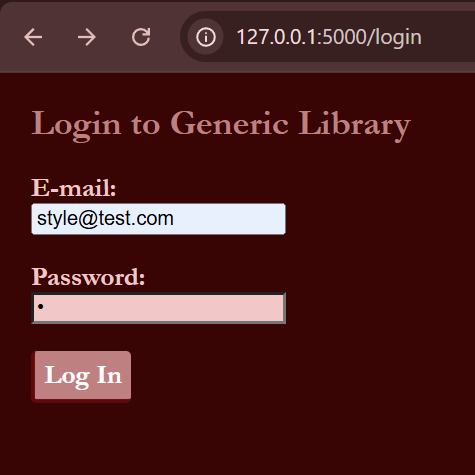 127.0.0.1:5000/login
Login to Generic Library
E-mail:
style@test.com
Password:
•
Log In